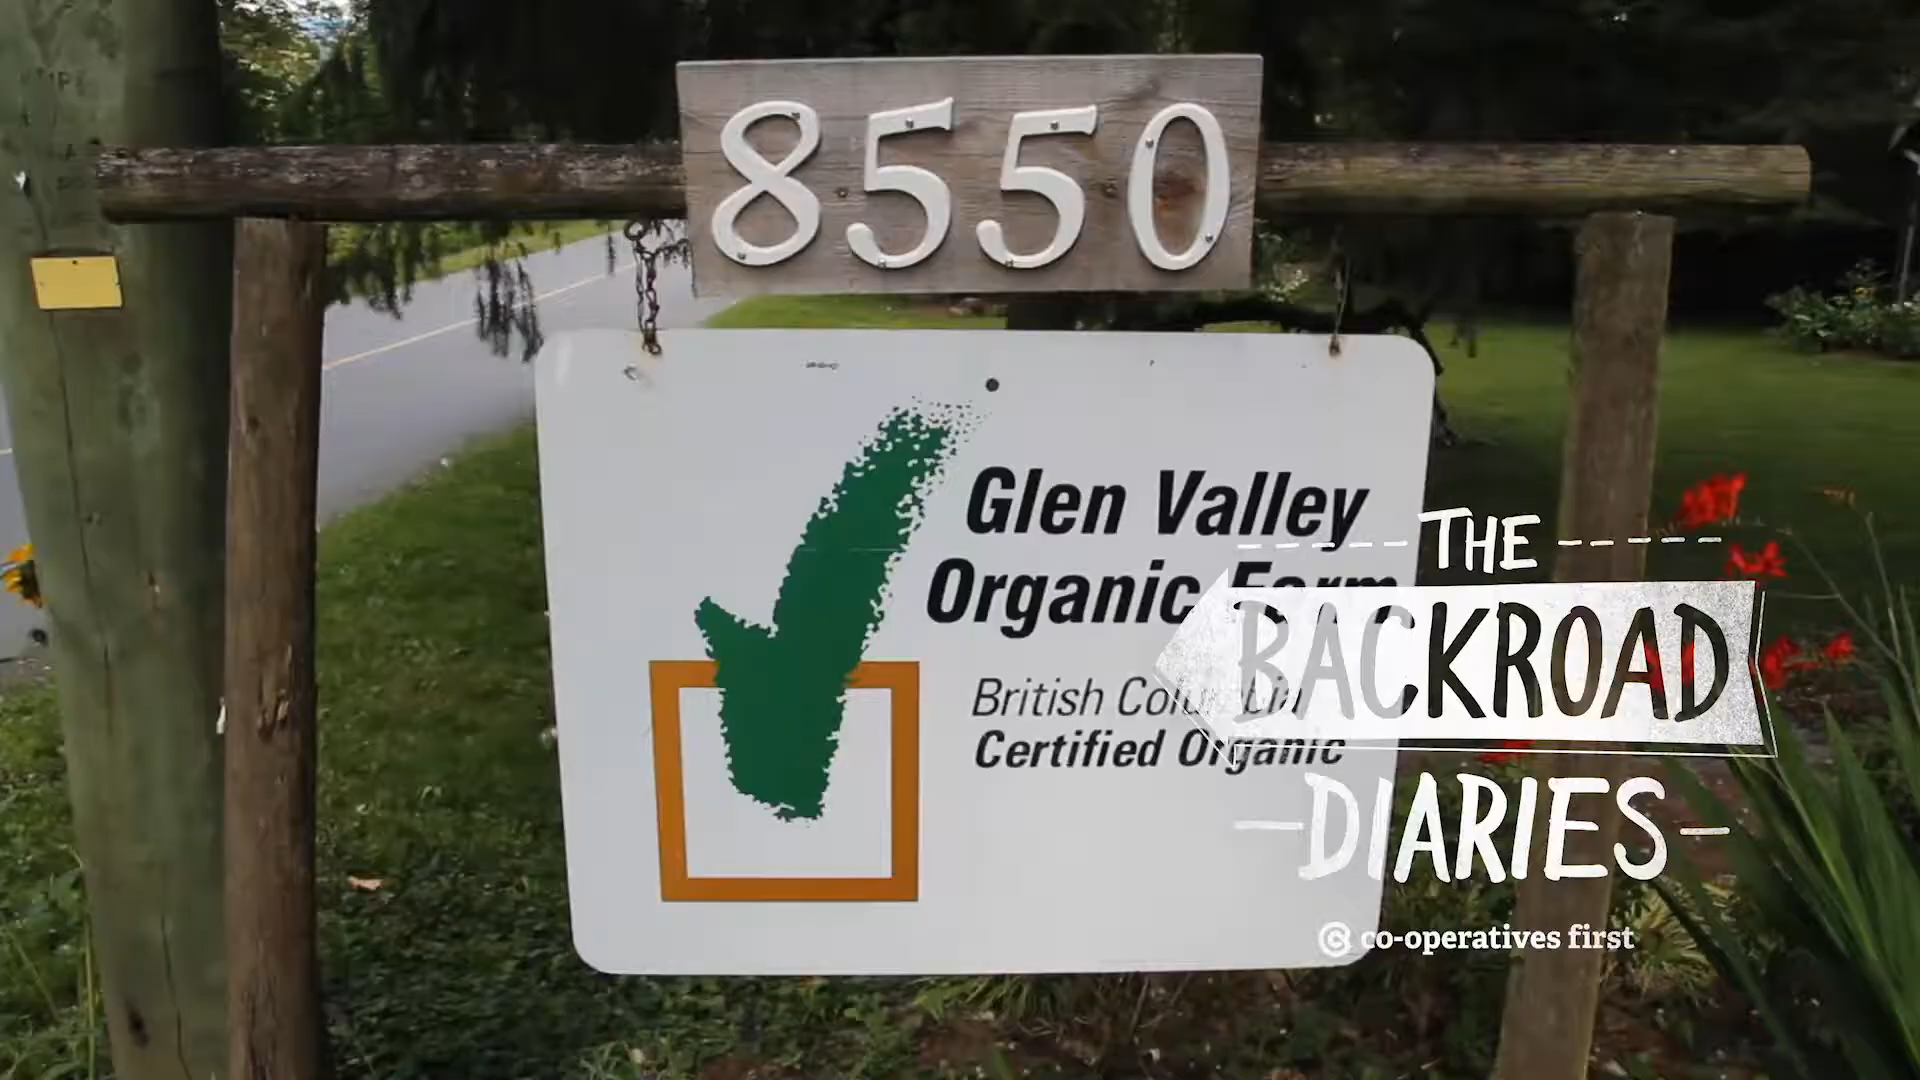 8550
Glen Valley
Organic Farm
British Columbia
Certified Organic
THE
BACKROAD
DIARIES
co-operatives first